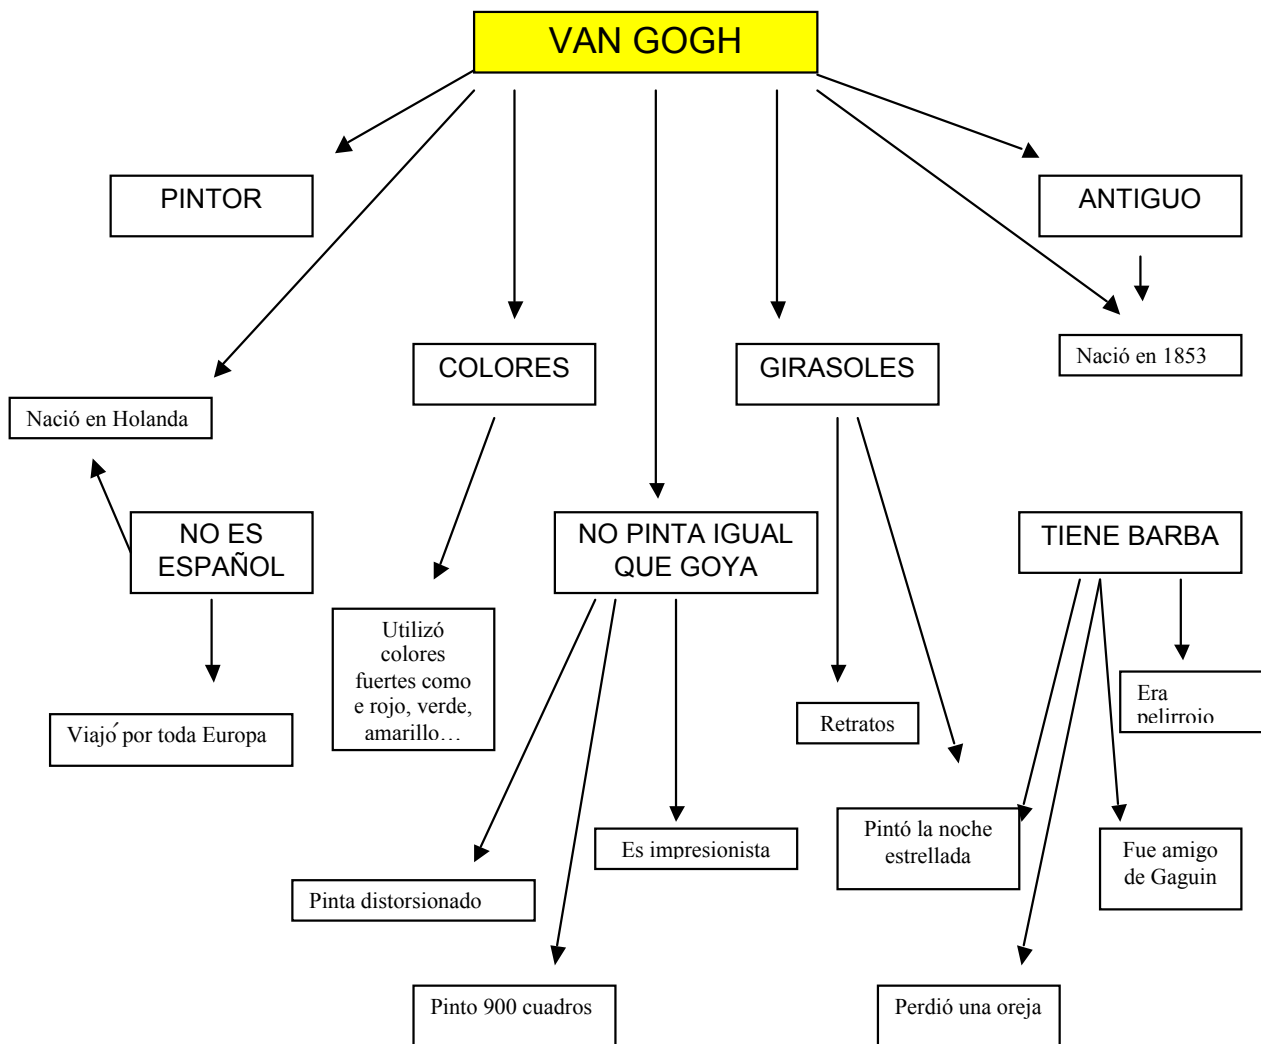 VAN GOGH
PINTOR
ANTIGUO
COLORES
GIRASOLES
Nació en 1853
Nació en Holanda
NO ES
ESPAÑOL
NO PINTA IGUAL
QUE GOYA
TIENE BARBA
Utilizó
colores
fuertes como
e rojo, verde,
amarillo…
Viajó por toda Europa
Retratos
Era
pelirrojo
Pintó la noche
estrellada
Es impresionista
Fue amigo
de Gaguin
Pinta distorsionado
Pinto 900 cuadros
Perdió una oreja